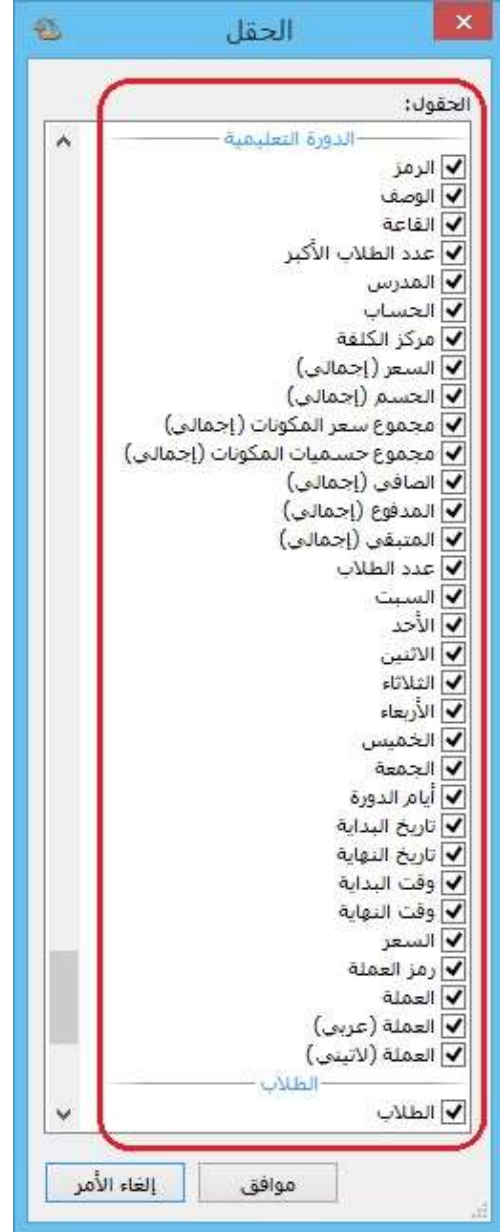 الحقل
الحقول:
الدورة التعليمية
الرمز
الوصف
القاعة
عدد الطلاب الأكبر
المدرس
الحساب
مركز الكلفة
السعر (إجمالي)
الحسم (إجمالي)
مجموع سعر المكونات (إجمالي)
مجموع حسميات المكونات (إجمالي)
الصافي (إجمالي)
المدفوع (إجمالي)
المتبقي (إجمالي)
عدد الطلاب
السبت
الأحد
الاثنين
الثلاثاء
الأربعاء
الخميس
الجمعة
أيام الدورة
تاريخ البداية
تاريخ النهاية
وقت البداية
وقت النهاية
السعر
رمز العملة
العملة
العملة (عربي)
العملة (لاتيني)
الطلاب
الطلاب
موافق إلغاء الأمر